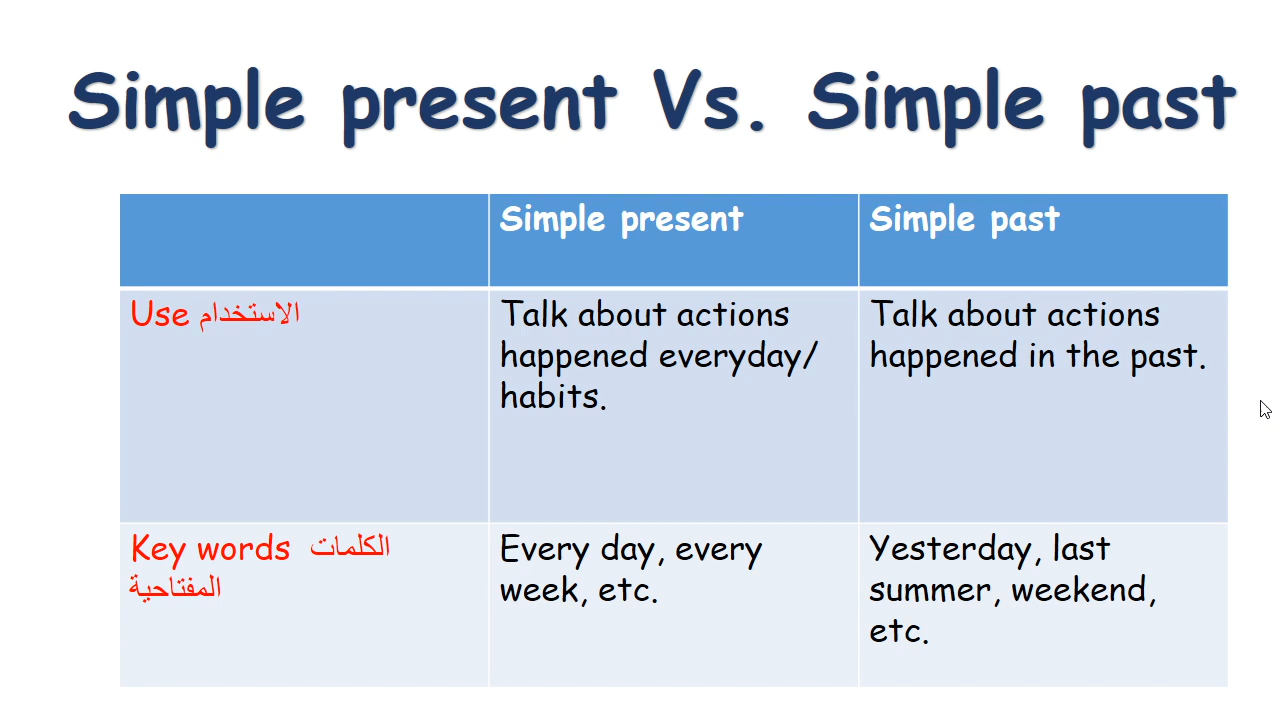 Simple present Vs. Simple past
Simple present
Simple past
Use الاستخدام
Talk about actions
happened everyday/
habits.
Talk about actions
happened in the past.
Key words الكلمات
المفتاحية
Every day, every
week, etc.
Yesterday, last
summer, weekend,
etc.